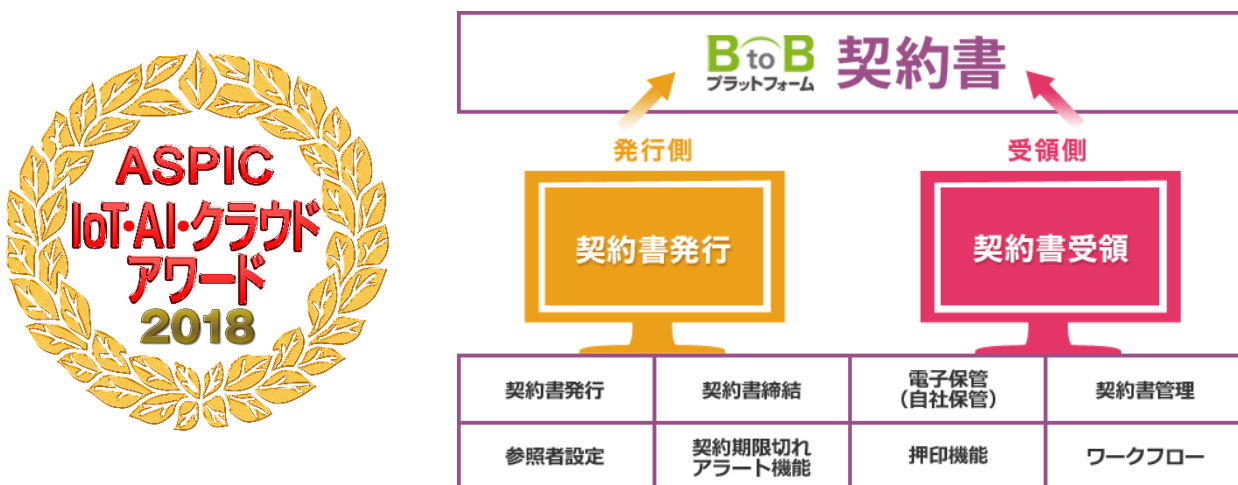 ASPIC
IoT・AI・クラウド
アワード
2018
BtoB
プラットフォーム
契約書
発行側
受領側
契約書発行
契約書受領
契約書発行
契約書締結
電子保管
（自社保管）
契約書管理
参照者設定
契約期限切れ
アラート機能
押印機能
ワークフロー